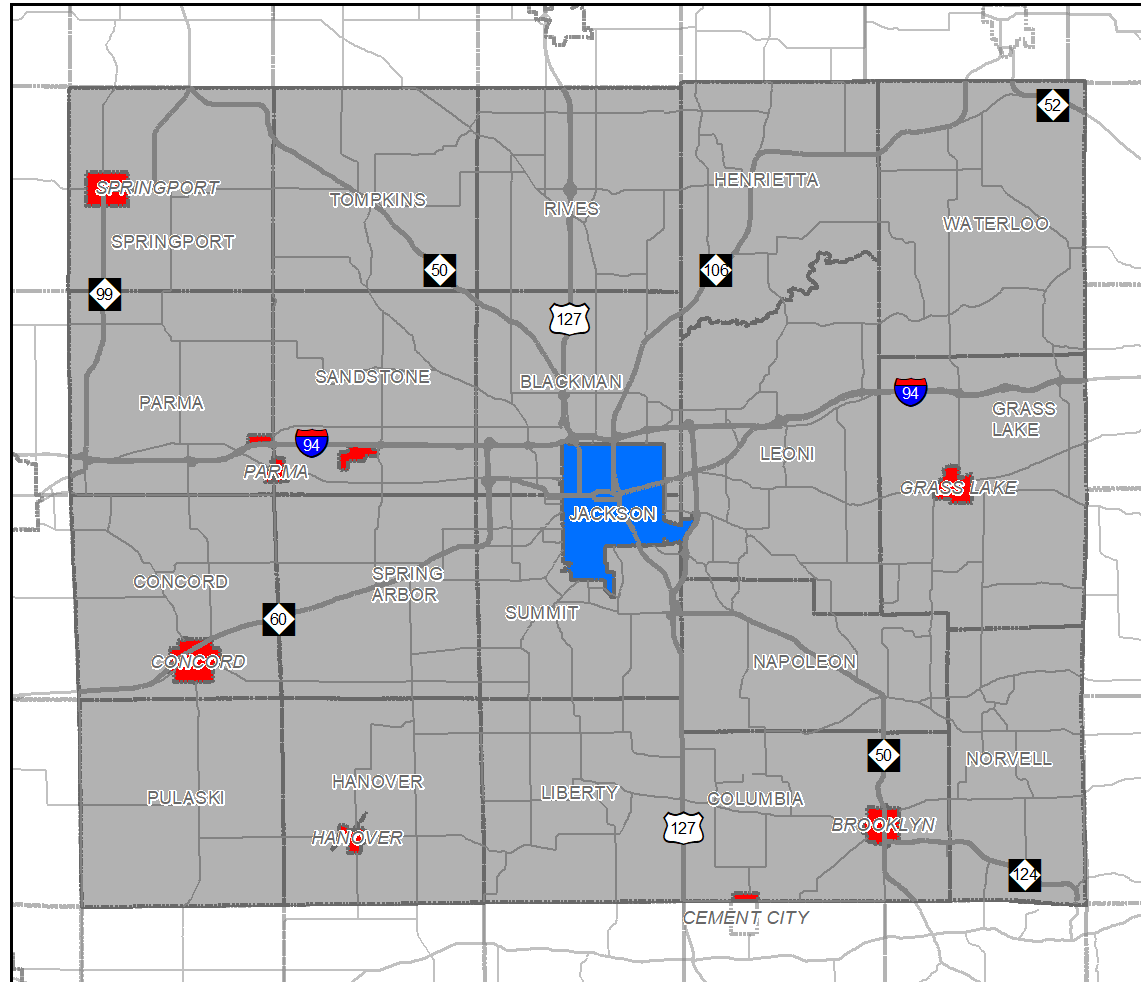 52
HENRIETTA
SPRINGPORT
TOMPKINS
RIVES
WATERLOO
SPRINGPORT
50
106
99
127
SANDSTONE
BLACKMAN
94
PARMA
GRASS
LAKE
94
LEONI
PARMA
GRASS LAKE
JACKSON
CONCORD
SPRING
ARBOR
SUMMIT
60
CONCORD
NAPOLEON
50
NORVELL
HANOVER
PULASKI
LIBERTY
COLUMBIA
BROOKLYN
127
HANOVER
124
CEMENT CITY